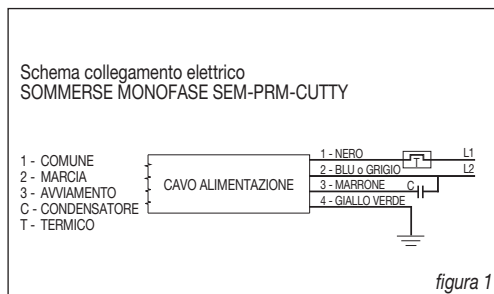 Schema collegamento elettrico
SOMMERSE MONOFASE SEM-PRM-CUTTY
1 - COMUNE
2 - MARCIA
3 - AVVIAMENTO
C - CONDENSATORE
T - TERMICO
CAVO ALIMENTAZIONE
1 - NERO
2 - BLU o GRIGIO
3 - MARRONE
4 - GIALLO VERDE
T
C
L1
L2
figura 1